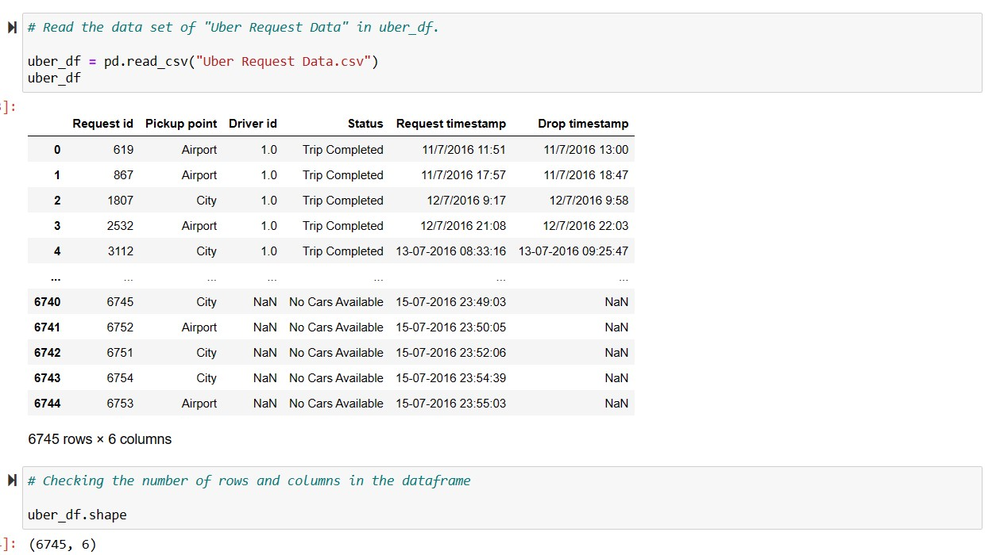 # Read the data set of "Uber Request Data" in uber_df.
uber_df = pd.read_csv("Uber Request Data.csv")
uber_df
]:
Request id Pickup point Driver id Status Request timestamp Drop timestamp
0 619 Airport 1.0 Trip Completed 11/7/2016 11:51 11/7/2016 13:00
1 867 Airport 1.0 Trip Completed 11/7/2016 17:57 11/7/2016 18:47
2 1807 City 1.0 Trip Completed 12/7/2016 9:17 12/7/2016 9:58
3 2532 Airport 1.0 Trip Completed 12/7/2016 21:08 12/7/2016 22:03
4 3112 City 1.0 Trip Completed 13-07-2016 08:33:16 13-07-2016 09:25:47
... ... ... ... ... ... ...
6740 6745 City NaN No Cars Available 15-07-2016 23:49:03 NaN
6741 6752 Airport NaN No Cars Available 15-07-2016 23:50:05 NaN
6742 6751 City NaN No Cars Available 15-07-2016 23:52:06 NaN
6743 6754 City NaN No Cars Available 15-07-2016 23:54:39 NaN
6744 6753 Airport NaN No Cars Available 15-07-2016 23:55:03 NaN
6745 rows × 6 columns
# Checking the number of rows and columns in the dataframe
uber_df.shape
]: (6745, 6)